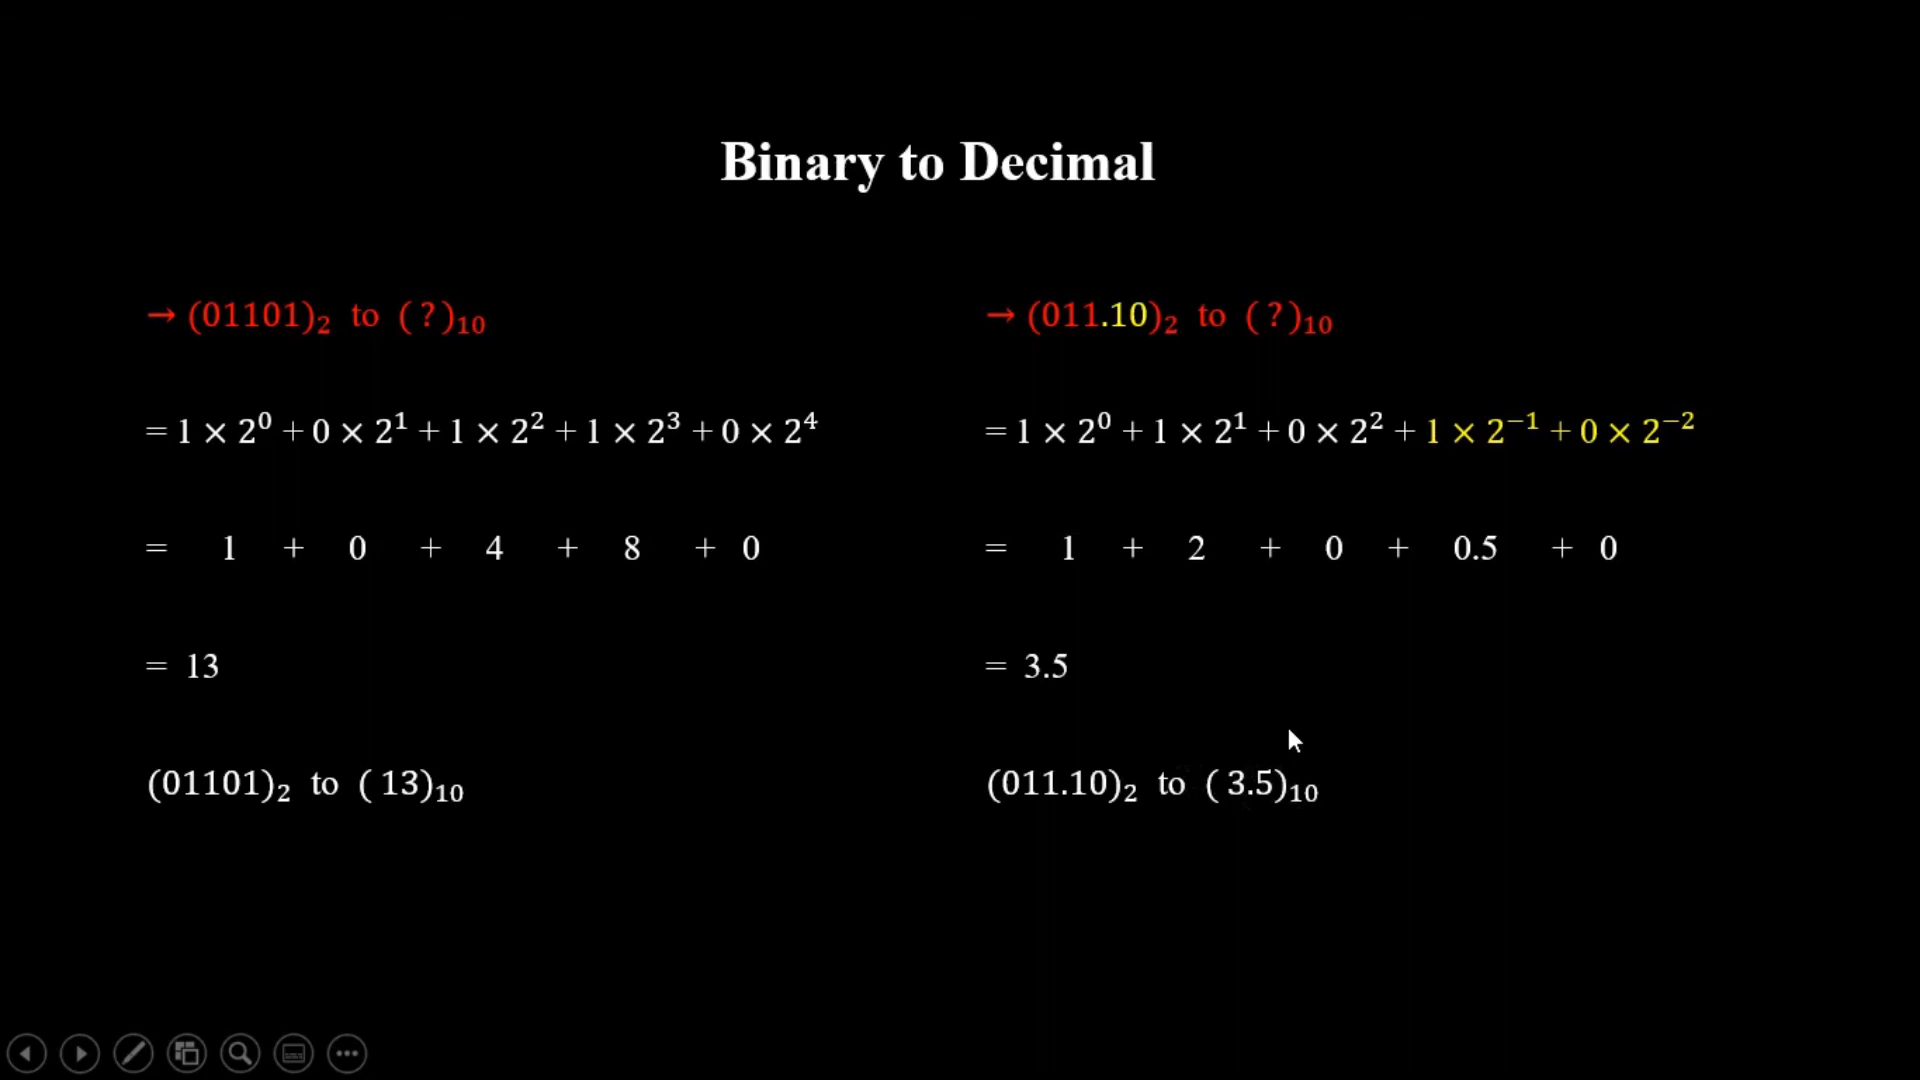 Binary to Decimal
→ (01101)₂ to (?)₁₀
= 1 × 2⁰ + 0 × 2¹ + 1 × 2² + 1 × 2³ + 0 × 2⁴
= 1 + 0 + 4 + 8 + 0
= 13
(01101)₂ to (13)₁₀
→ (011.10)₂ to (?)₁₀
= 1 × 2⁰ + 1 × 2¹ + 0 × 2² + 1 × 2⁻¹ + 0 × 2⁻²
= 1 + 2 + 0 + 0.5 + 0
= 3.5
(011.10)₂ to (3.5)₁₀